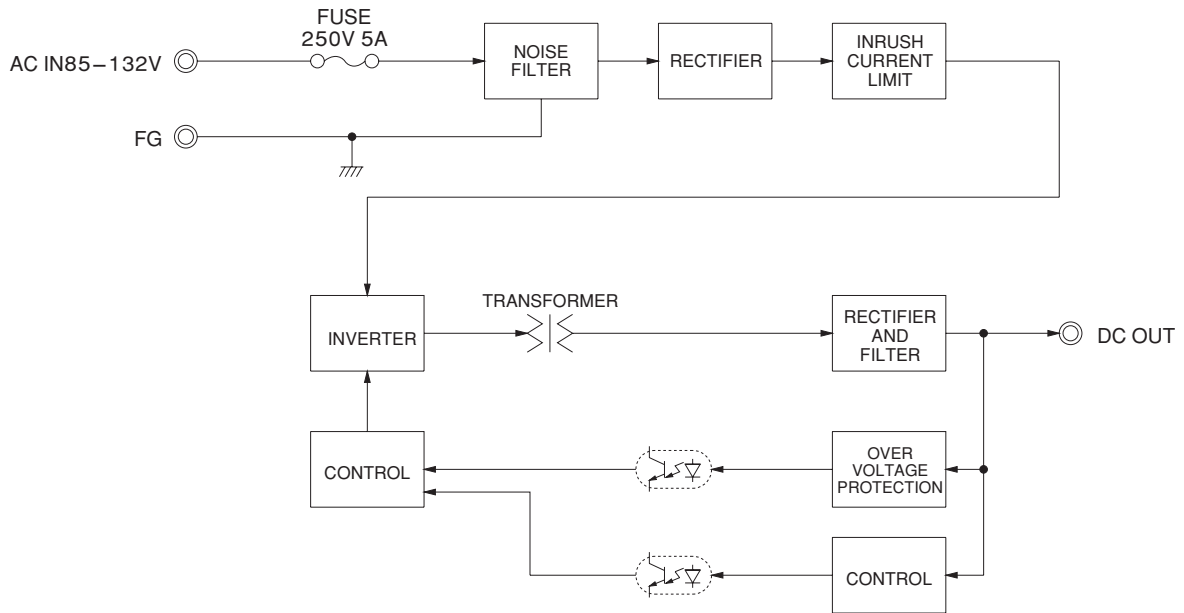 FUSE
250V 5A
AC IN85–132V
NOISE
FILTER
RECTIFIER
INRUSH
CURRENT
LIMIT
FG
TRANSFORMER
INVERTER
RECTIFIER
AND
FILTER
DC OUT
CONTROL
OVER
VOLTAGE
PROTECTION
CONTROL